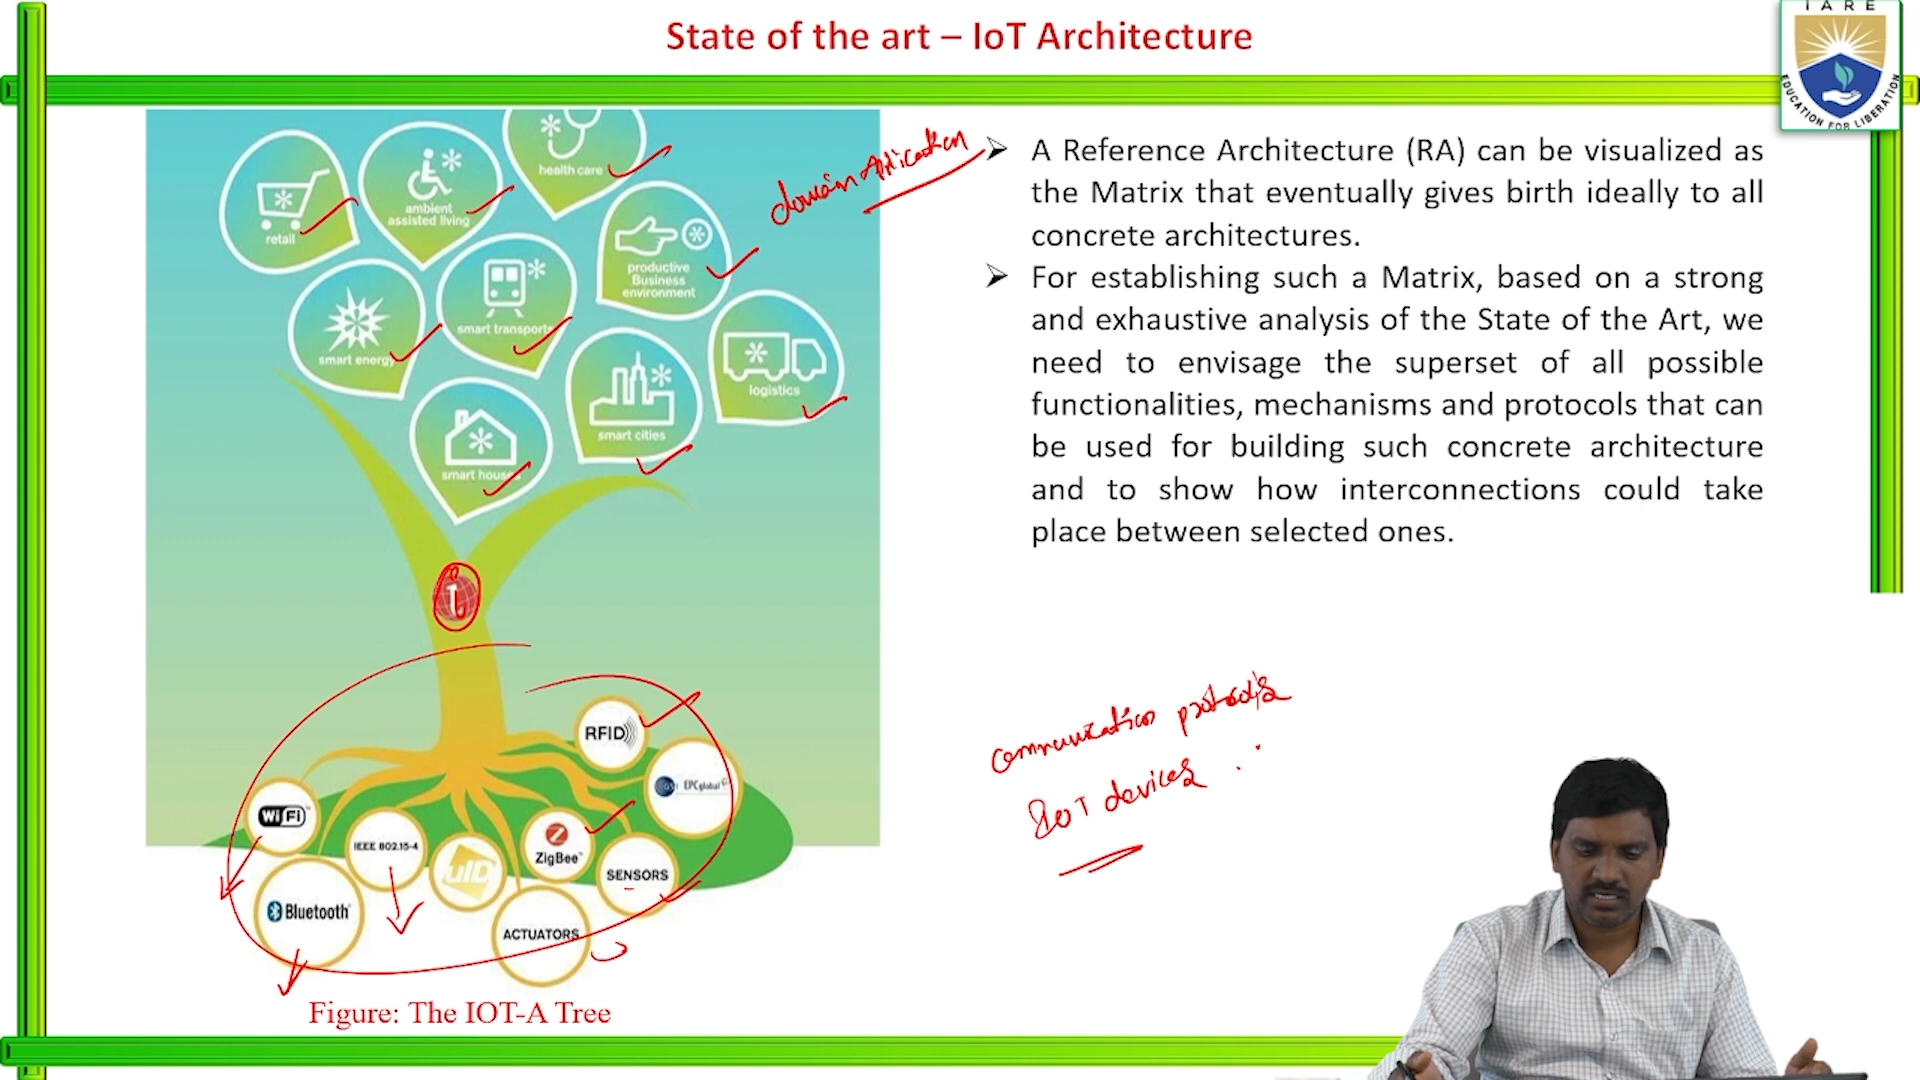 State of the art – IoT Architecture
IARE
EDUCATION FOR LIBERATION
health care
retail
ambient
assisted living
productive
Business
environment
smart energy
smart transports
logistics
smart cities
smart house
domain Application
➢ A Reference Architecture (RA) can be visualized as
the Matrix that eventually gives birth ideally to all
concrete architectures.
➢ For establishing such a Matrix, based on a strong
and exhaustive analysis of the State of the Art, we
need to envisage the superset of all possible
functionalities, mechanisms and protocols that can
be used for building such concrete architecture
and to show how interconnections could take
place between selected ones.
i
RFID
EPCglobal
WiFi
IEEE 802.15-4
uID
ZigBee
SENSORS
Bluetooth
ACTUATORS
communication protocols
IoT devices
Figure: The IOT-A Tree